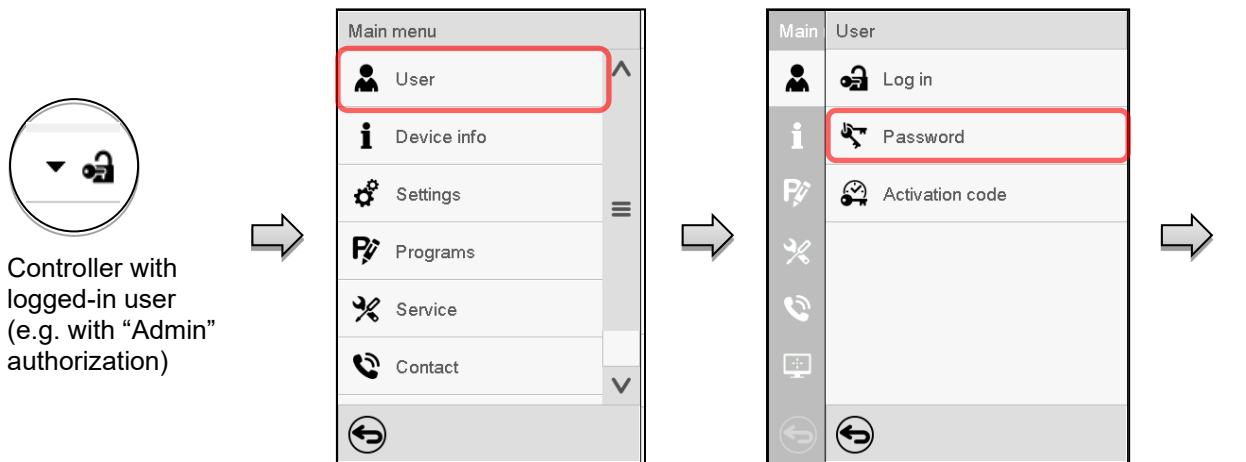 Controller with
logged-in user
(e.g. with “Admin”
authorization)
Main menu
User
Device info
Settings
Programs
Service
Contact
Main
User
Log in
Password
Activation code